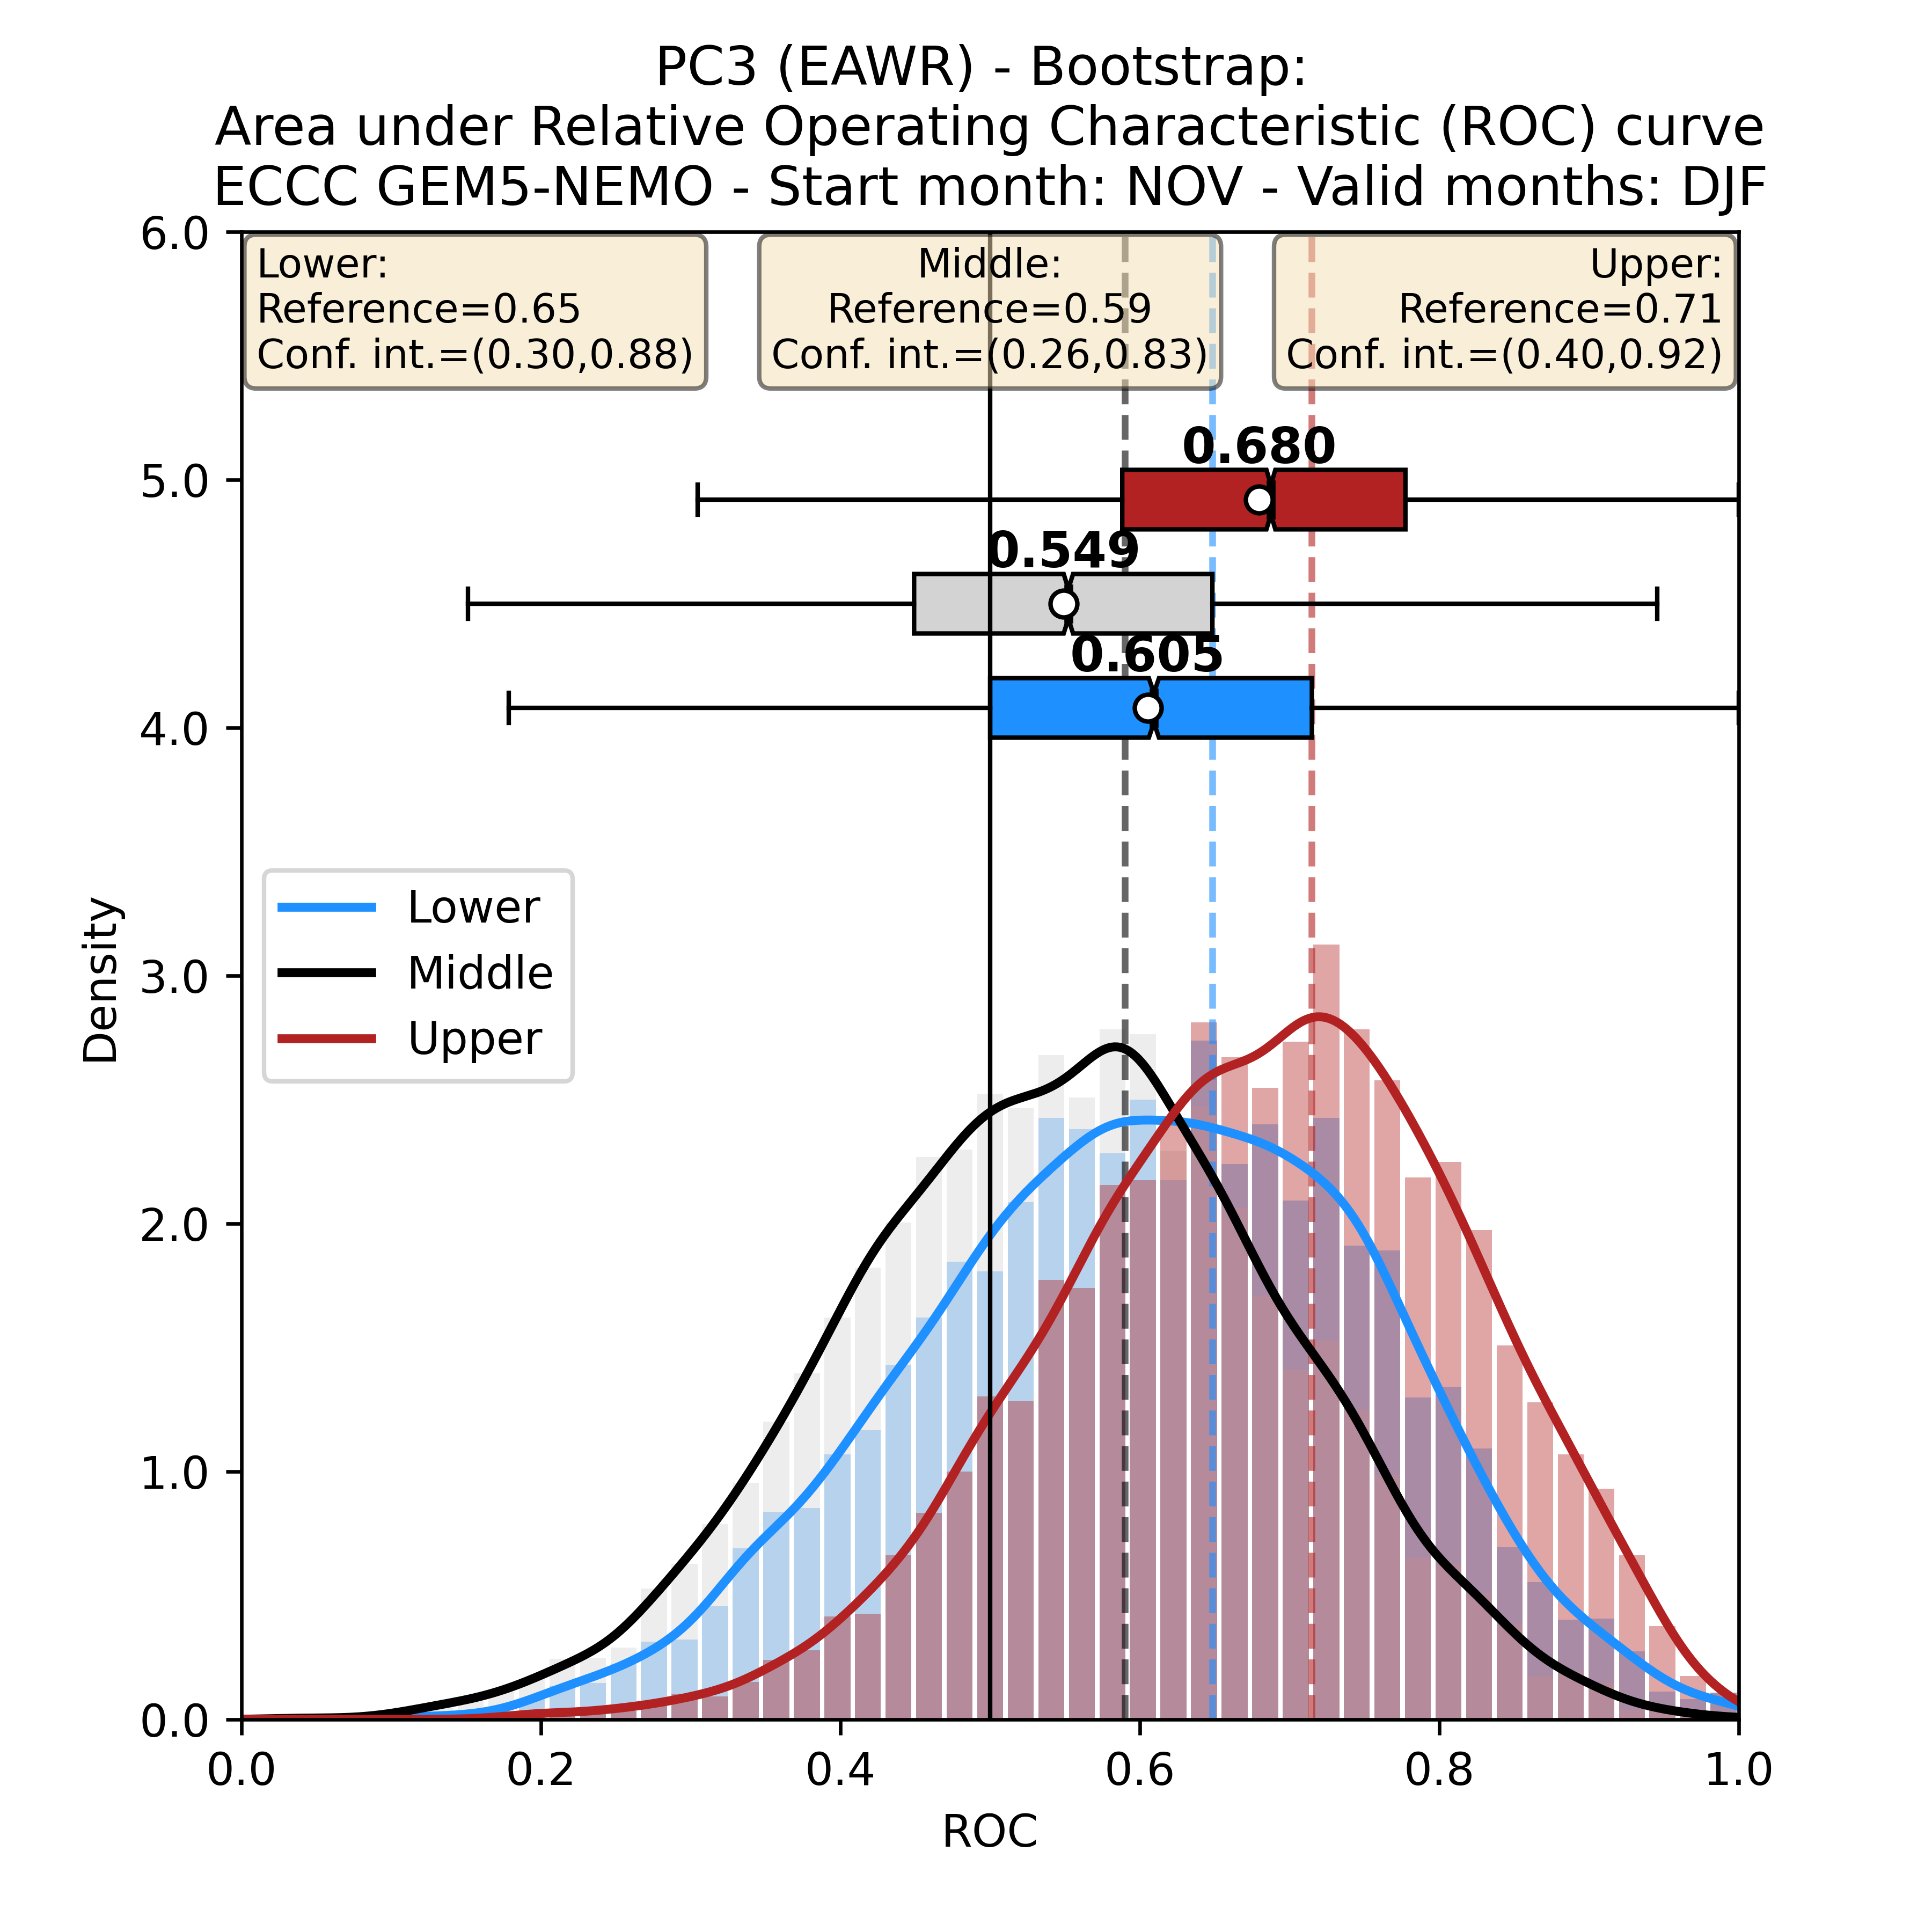 PC3 (EAWR) - Bootstrap:
Area under Relative Operating Characteristic (ROC) curve
ECCC GEM5-NEMO - Start month: NOV - Valid months: DJF
Lower:
Reference=0.65
Conf. int.=(0.30,0.88)
Middle:
Reference=0.59
Conf. int.=(0.26,0.83)
Upper:
Reference=0.71
Conf. int.=(0.40,0.92)
0.680
0.549
0.605
Lower
Middle
Upper
Density
6.0
5.0
4.0
3.0
2.0
1.0
0.0
0.0 0.2 0.4 0.6 0.8 1.0
ROC